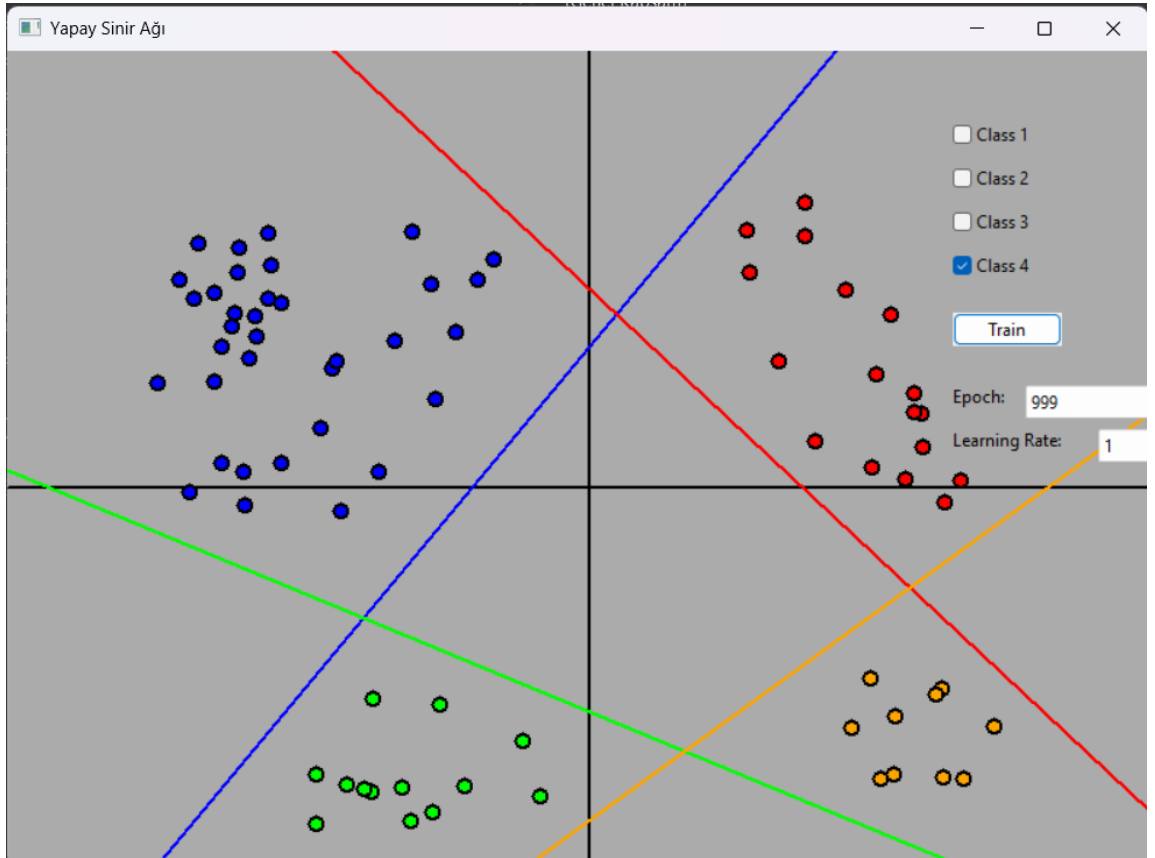 Yapay Sinir Ağı
Class 1
Class 2
Class 3
Class 4
Train
Epoch: 999
Learning Rate: 1